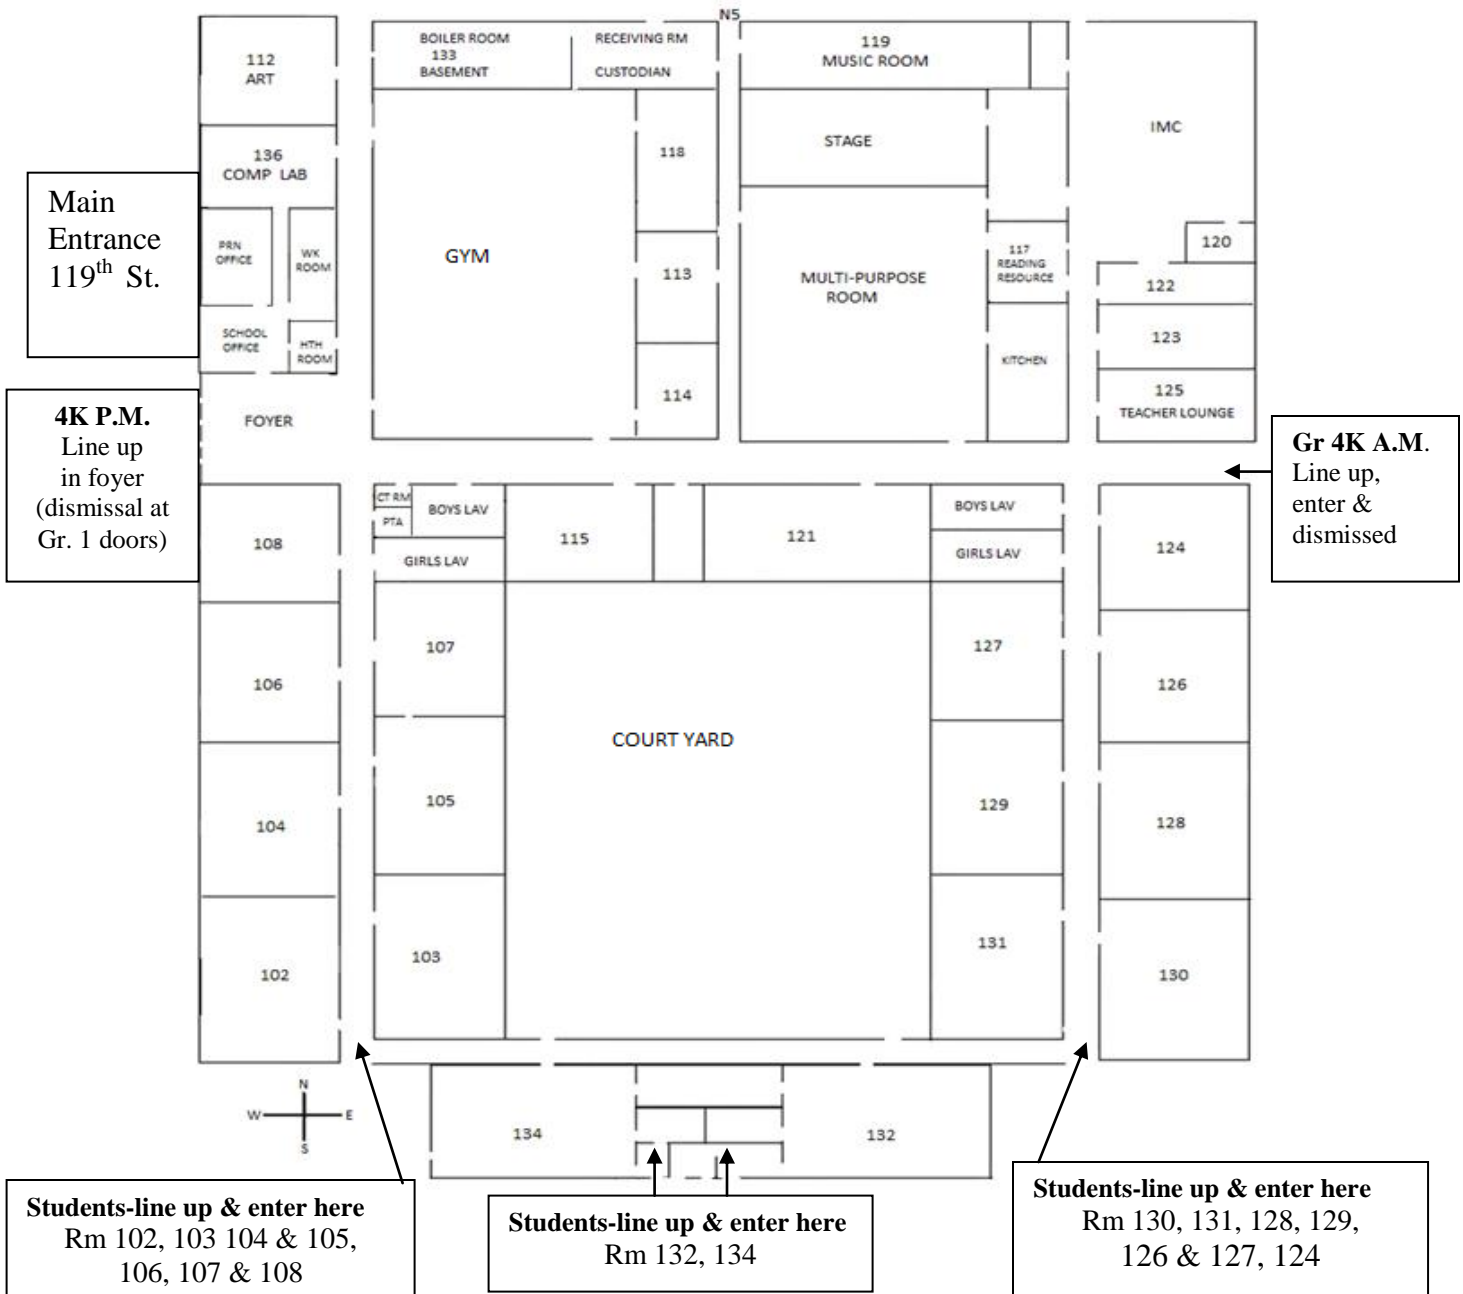 N5
112
ART
BOILER ROOM
133
BASEMENT
RECEIVING RM
CUSTODIAN
119
MUSIC ROOM
IMC
136
COMP LAB
118
STAGE
Main
Entrance
119th St.
PRN
OFFICE
WK
ROOM
GYM
113
MULTI-PURPOSE
ROOM
117
READING
RESOURCE
120
122
SCHOOL
OFFICE
HTH
ROOM
123
KITCHEN
114
125
TEACHER LOUNGE
4K P.M.
Line up
in foyer
(dismissal at
Gr. 1 doors)
FOYER
Gr 4K A.M.
Line up,
enter &
dismissed
CT RM
PTA
BOYS LAV
GIRLS LAV
115
121
BOYS LAV
GIRLS LAV
108
124
107
127
106
126
COURT YARD
105
129
104
128
103
131
102
130
N
W E
S
134
132
Students-line up & enter here
Rm 102, 103 104 & 105,
106, 107 & 108
Students-line up & enter here
Rm 132, 134
Students-line up & enter here
Rm 130, 131, 128, 129,
126 & 127, 124